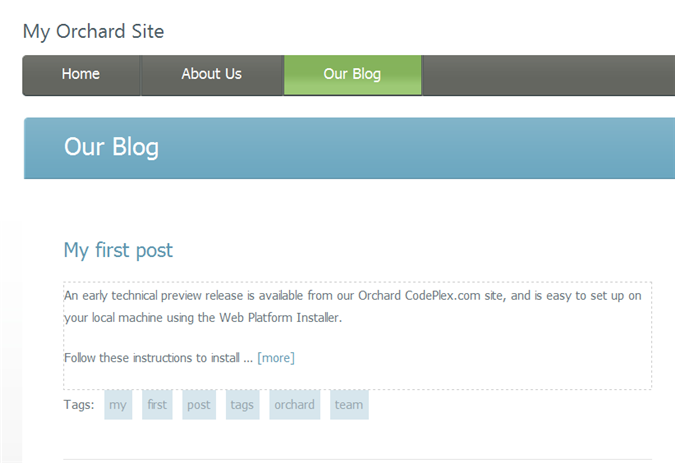 My Orchard Site
Home About Us Our Blog
Our Blog
My first post
An early technical preview release is available from our Orchard CodePlex.com site, and is easy to set up on
your local machine using the Web Platform Installer.
Follow these instructions to install ... [more]
Tags: my first post tags orchard team